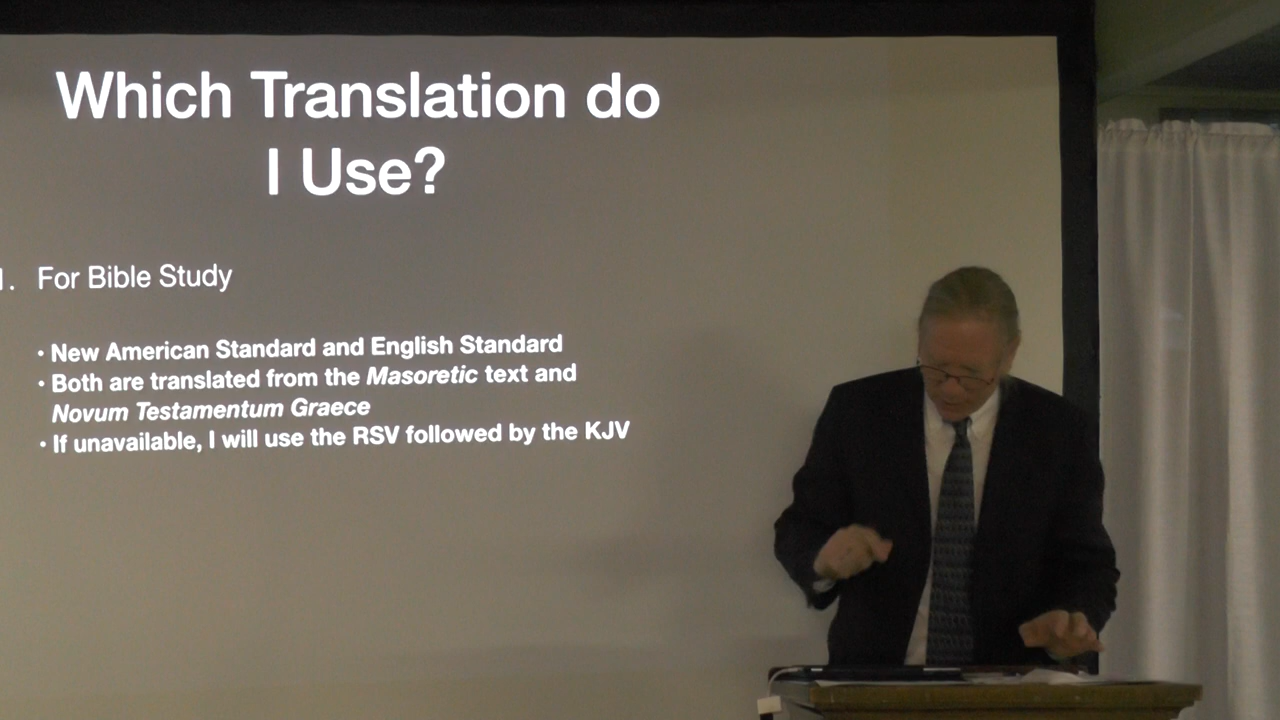 Which Translation do
I Use?
1. For Bible Study
• New American Standard and English Standard
• Both are translated from the Masoretic text and
Novum Testamentum Graece
• If unavailable, I will use the RSV followed by the KJV